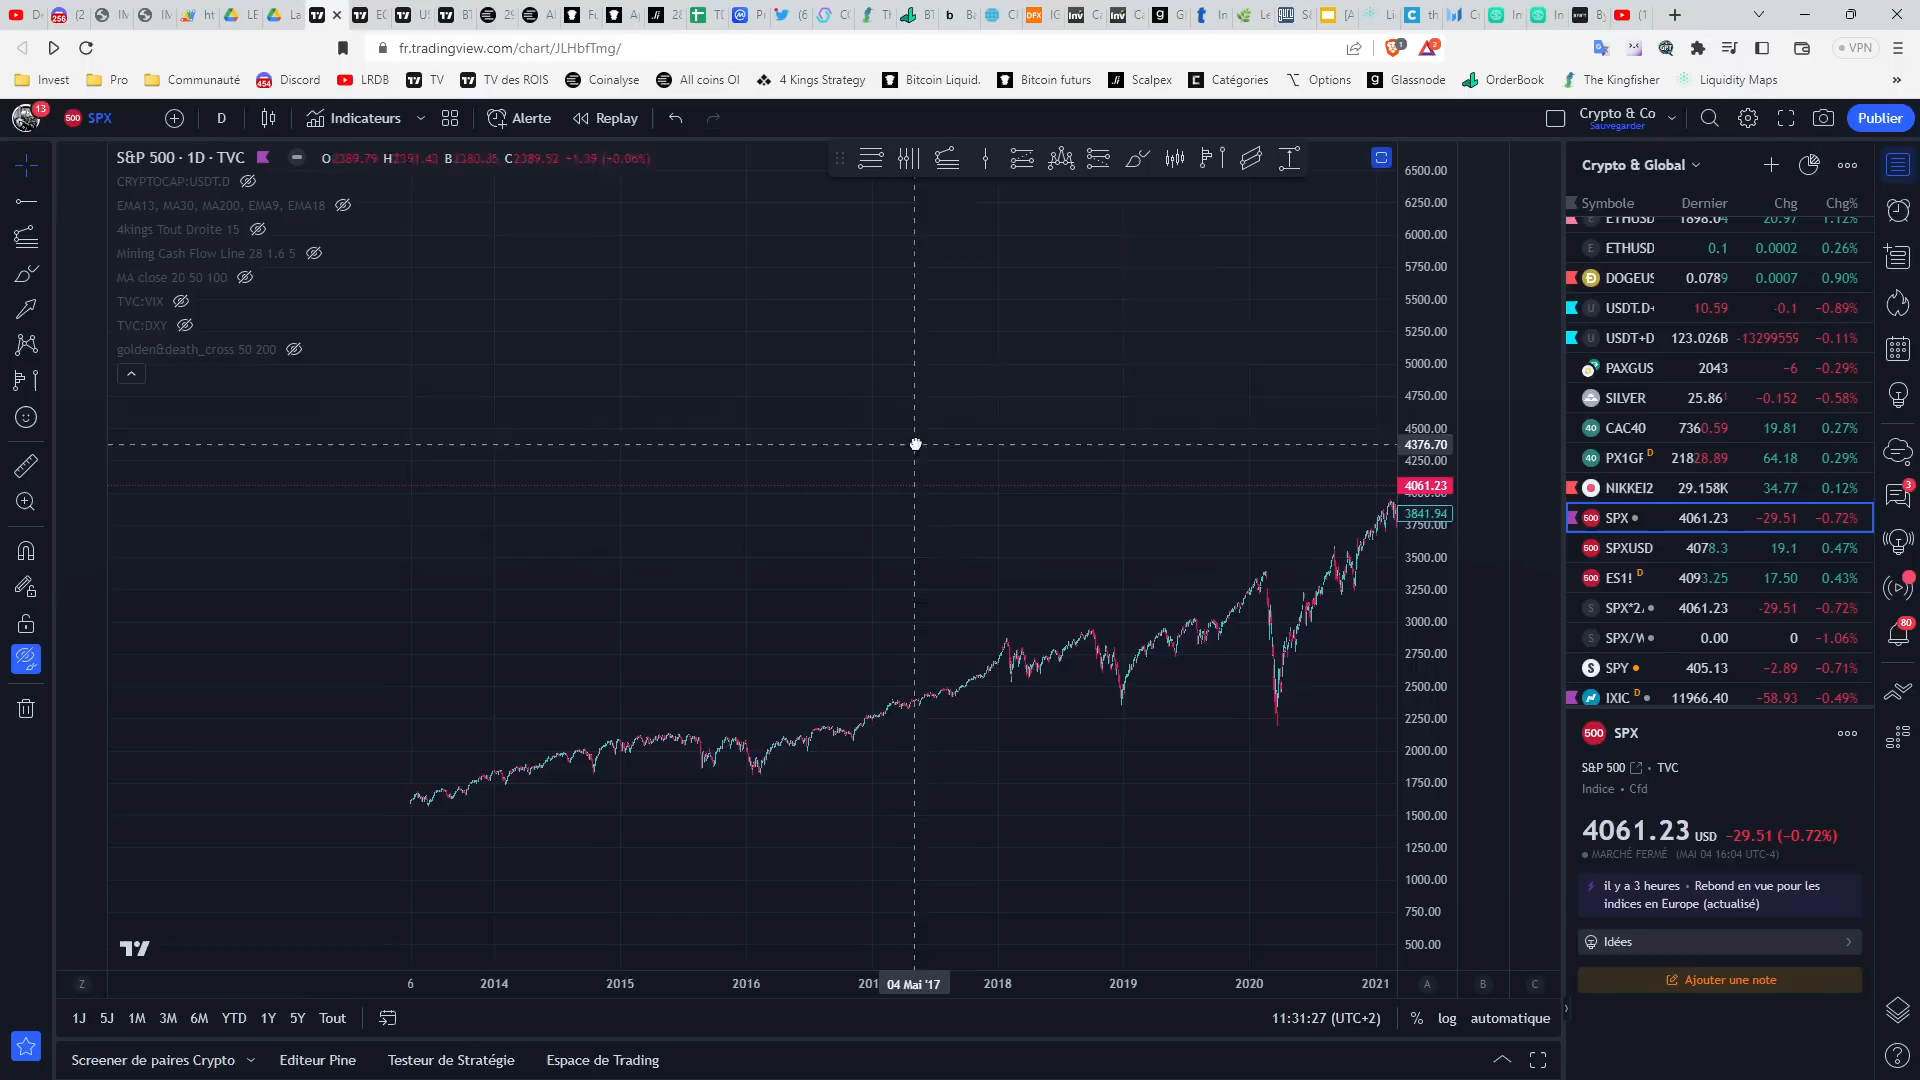 fr.tradingview.com/chart/JLHbfTmg/
VPN
Invest Pro Communauté Discord LRDB TV TV des ROIS Coinalyse All coins OI 4 Kings Strategy Bitcoin Liquid. Bitcoin futurs Scalpex Catégories Options Glassnode OrderBook The Kingfisher Liquidity Maps
13 500 SPX D Indicateurs Alerte Replay Crypto & Co Publier
Sauvegarder
S&P 500 · 1D · TVC
CRYPTOCAP:USDT.D
EMA13, MA30, MA200, EMA9, EMA18
4kings Tout Droite 15
Mining Cash Flow Line 28 1.6 5
MA close 20 50 100
TVC:VIX
TVC:DXY
golden&death_cross 50 200
6500.00
6250.00
6000.00
5750.00
5500.00
5250.00
5000.00
4750.00
4500.00
4376.70
4250.00
4061.23
3841.94
3750.00
3500.00
3250.00
3000.00
2750.00
2500.00
2250.00
2000.00
1750.00
1500.00
1250.00
1000.00
750.00
500.00
Z 6 2014 2015 2016 04 Mai '17 2018 2019 2020 2021 A B C
1J 5J 1M 3M 6M YTD 1Y 5Y Tout 11:31:27 (UTC+2) % log automatique
Screener de paires Crypto Editeur Pine Testeur de Stratégie Espace de Trading
Crypto & Global
Symbole Dernier Chg Chg%
ETHUSD 1898.04 20.97 1.12%
ETHUSD 0.1 0.0002 0.26%
DOGEUS 0.0789 0.0007 0.90%
USDT.D+ 10.59 -0.1 -0.89%
USDT+D 123.026B -13299559 -0.11%
PAXGUS 2043 -6 -0.29%
SILVER 25.861 -0.152 -0.58%
CAC40 7360.59 19.81 0.27%
PX1GF D 21828.89 64.18 0.29%
NIKKEI2 29.158K 34.77 0.12%
SPX 4061.23 -29.51 -0.72%
SPXUSD 4078.3 19.1 0.47%
ES1! D 4093.25 17.50 0.43%
SPX*2. 4061.23 -29.51 -0.72%
SPX/W 0.00 0 -1.06%
SPY 405.13 -2.89 -0.71%
IXIC D 11966.40 -58.93 -0.49%
500 SPX
S&P 500 • TVC
Indice • Cfd
4061.23 USD -29.51 (-0.72%)
MARCHÉ FERMÉ (MAI 04 16:04 UTC-4)
il y a 3 heures • Rebond en vue pour les
indices en Europe (actualisé)
Idées
Ajouter une note
3
80